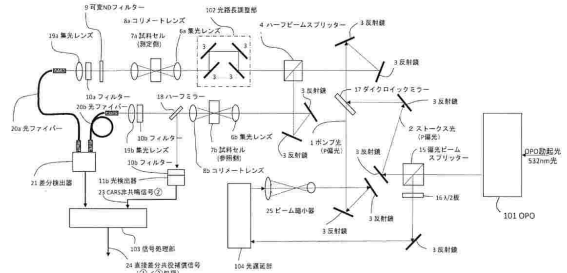 9 可変NDフィルター
19a 集光レンズ
8a コリメートレンズ
7a 試料セル
(測定側)
6a 集光レンズ
102 光路長調整部
3
3
3
3
4 ハーフビームスプリッター
3 反射鏡
3 反射鏡
10a フィルター
20b 光ファイバー
18 ハーフミラー
17 ダイクロイックミラー
3 反射鏡
3 反射鏡
20a 光ファイバー
10b フィルター
19b 集光レンズ
7b 試料セル
(参照側)
6b 集光レンズ
3 反射鏡
1 ポンプ光
(P偏光)
2 ストークス光
(P偏光)
8b コリメートレンズ
10b フィルター
11b 光検出器
23 CARS非共鳴信号②
21 差分検出器
3 反射鏡
15 偏光ビーム
スプリッター
OPO励起光
532nm光
25 ビーム縮小器
3 反射鏡
3 反射鏡
16 λ/2板
101 OPO
3 反射鏡
103 信号処理部
104 光遅延路
24 直接差分共役補償信号